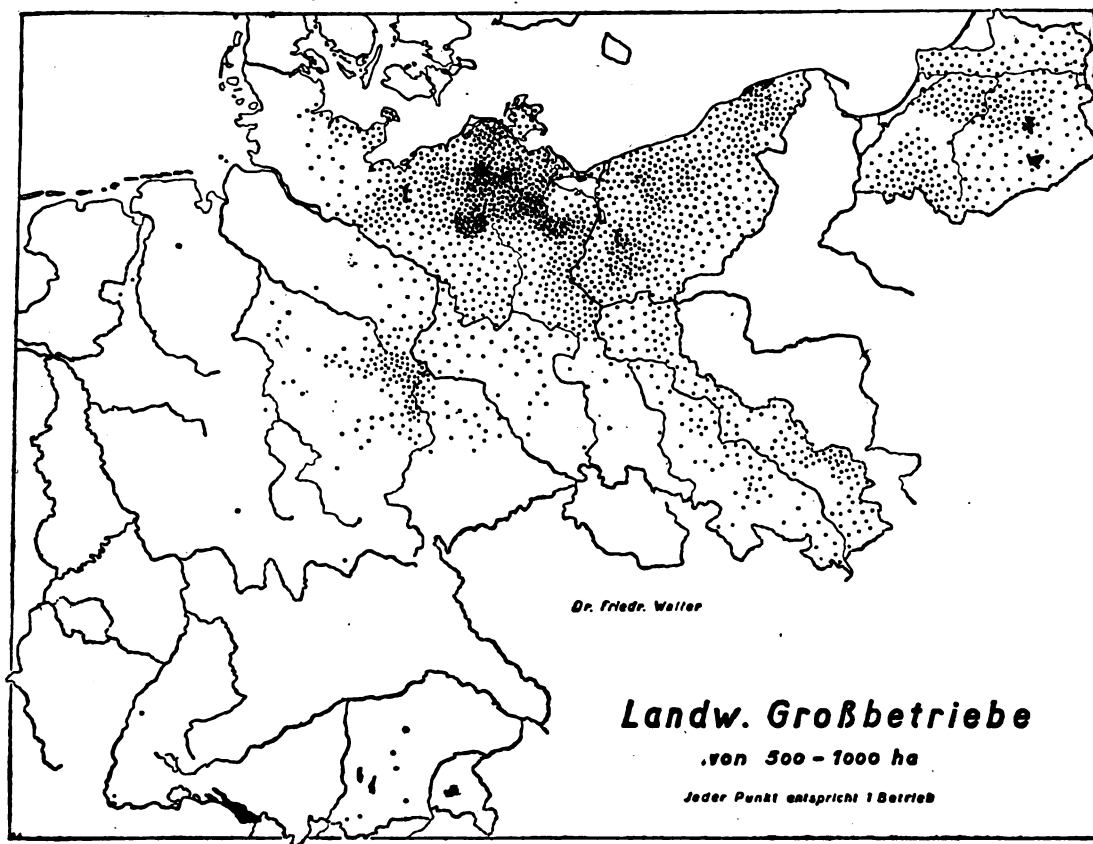 Dr. Friedr. Walter
Landw. Großbetriebe
von 500 - 1000 ha
Jeder Punkt entspricht 1 Betrieb